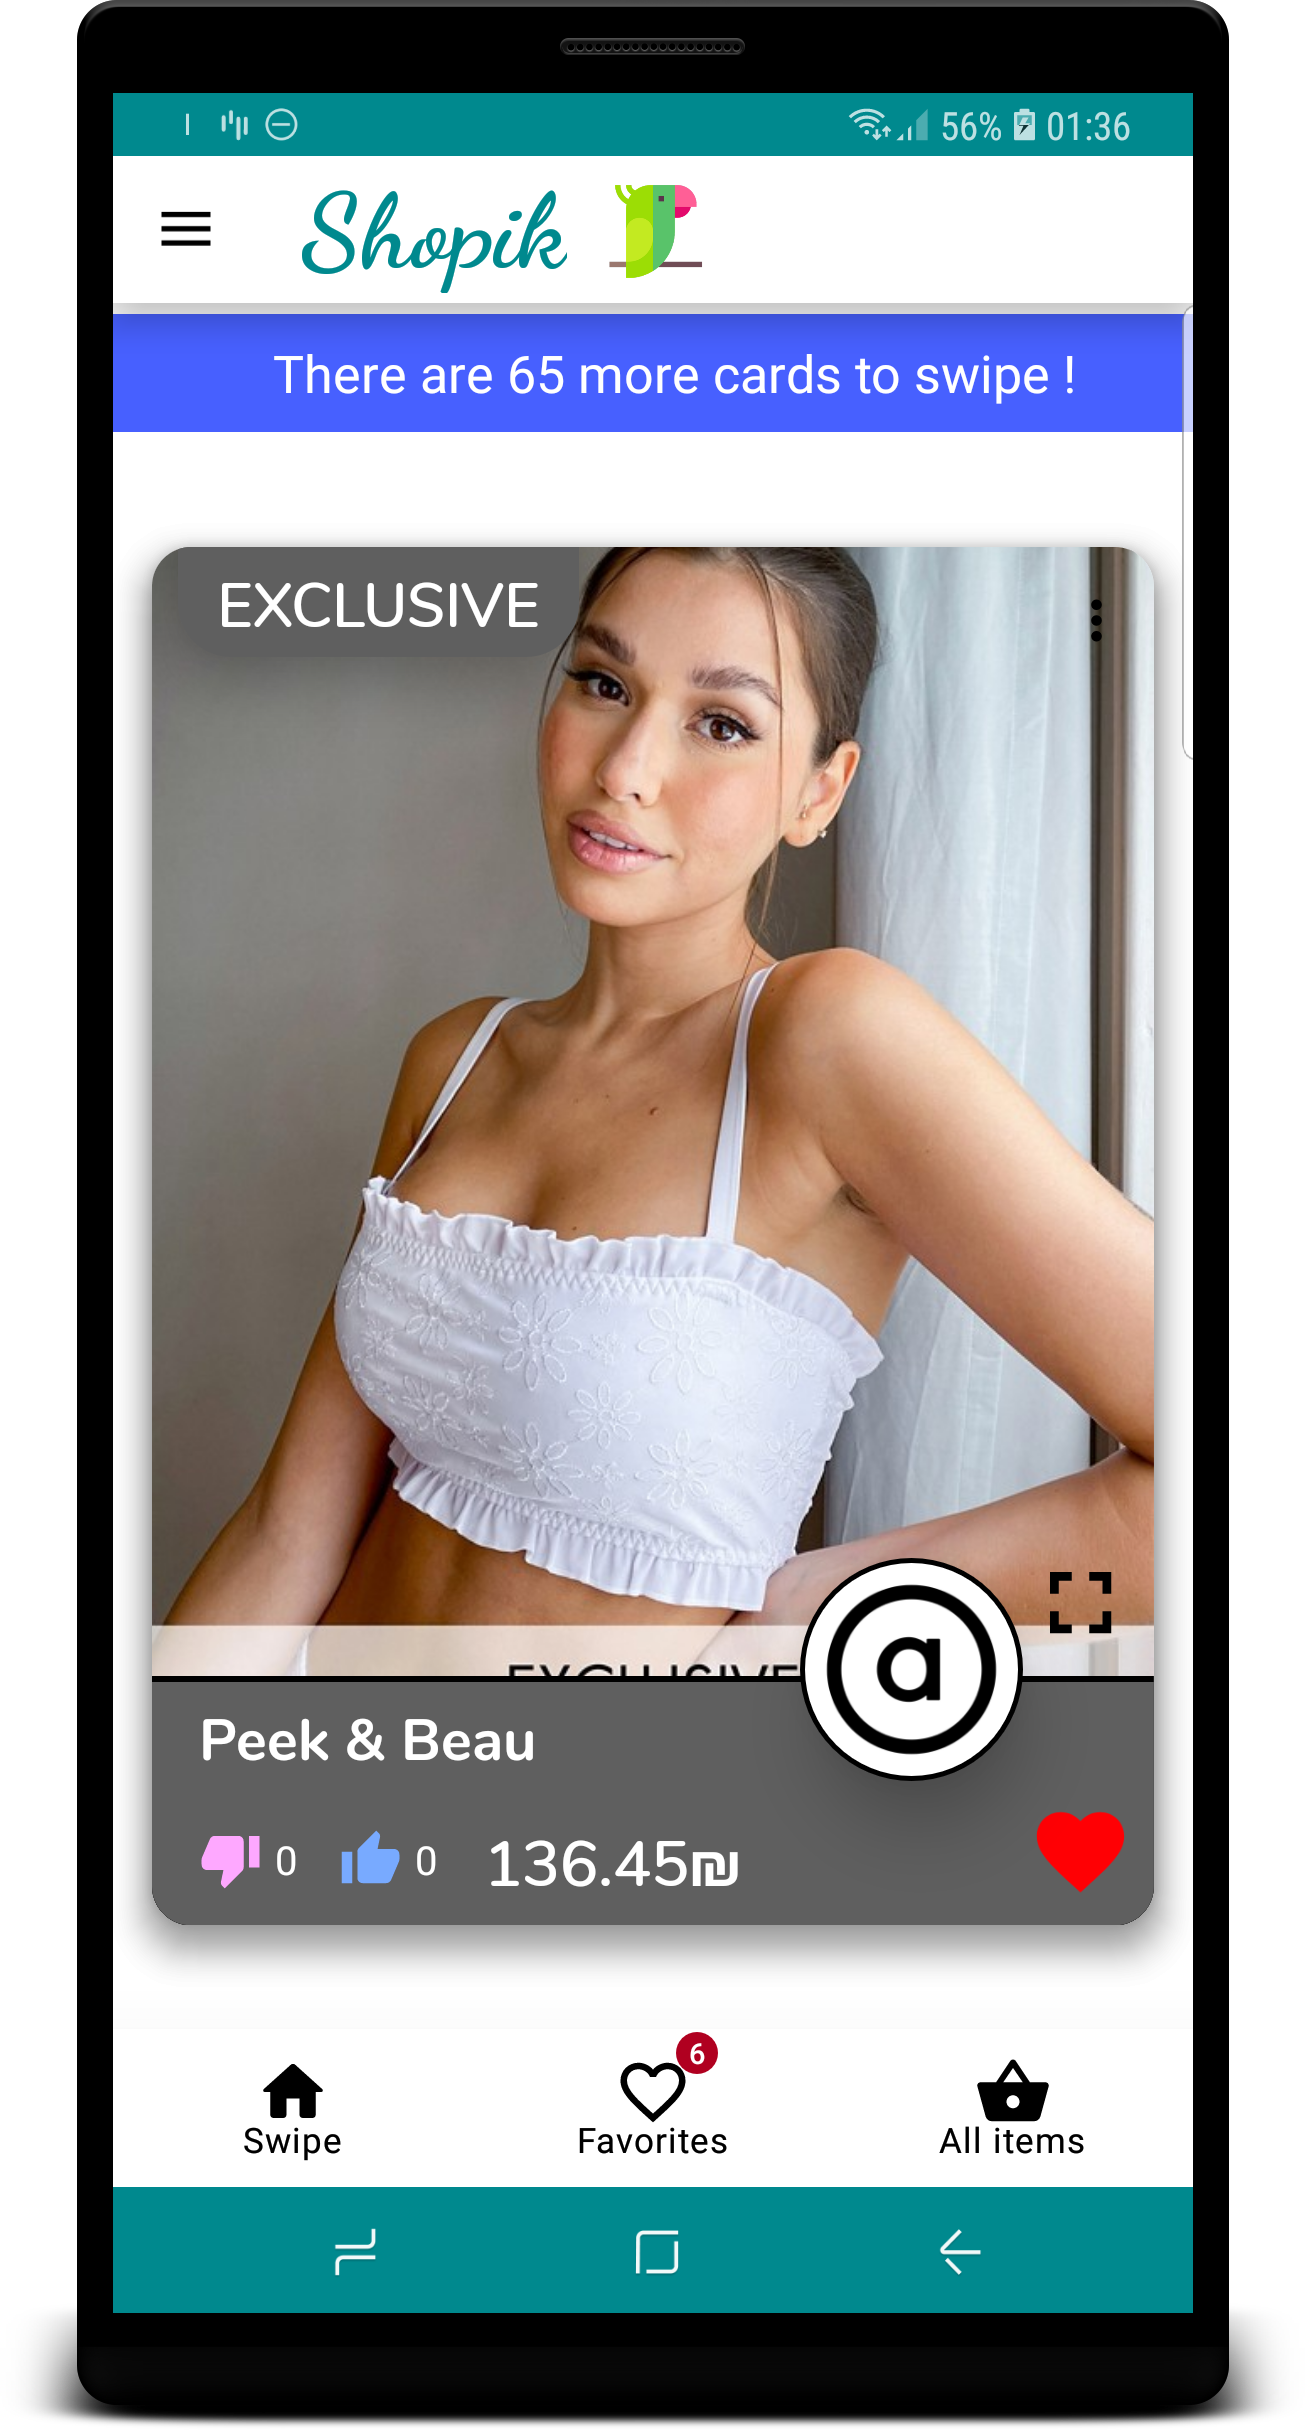 56% 01:36
Shopik
There are 65 more cards to swipe !
EXCLUSIVE
EXCLUSIVE
a
Peek & Beau
0 0 136.45₪
6
Swipe Favorites All items